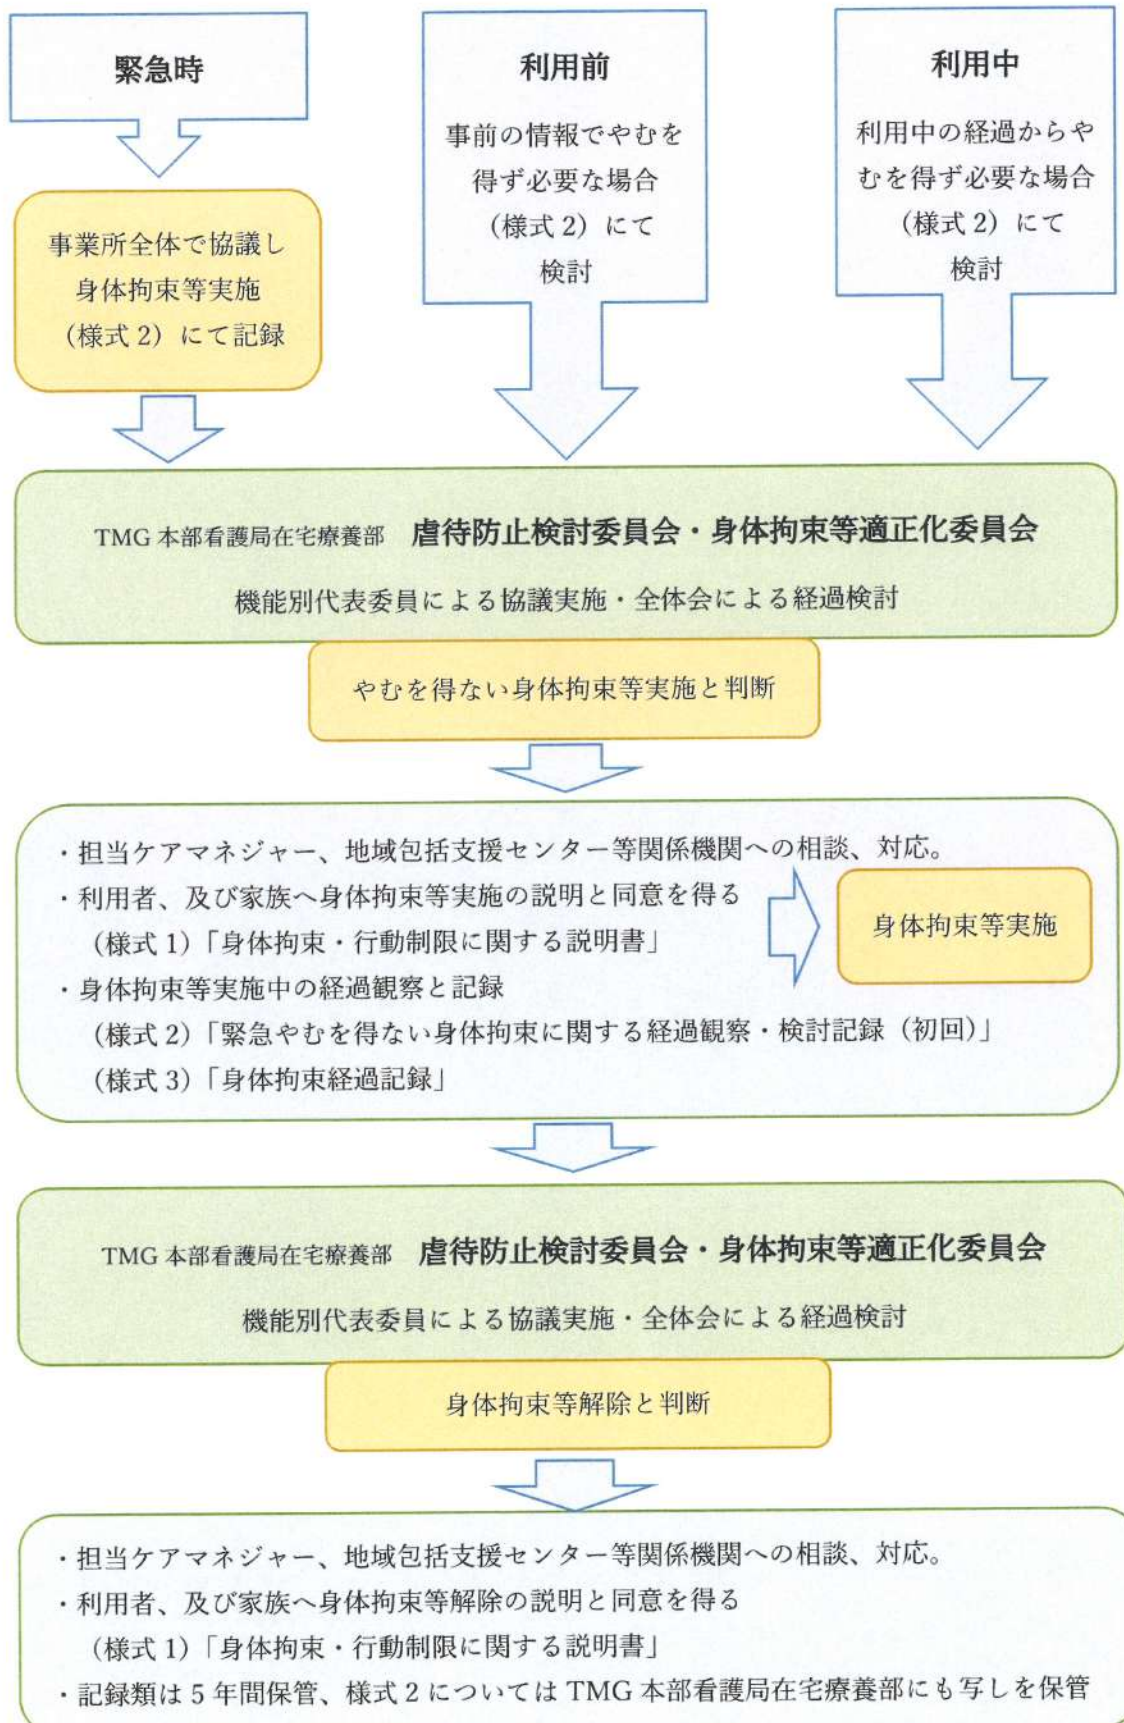 緊急時
事業所全体で協議し
身体拘束等実施
(様式2)にて記録
利用前
事前の情報でやむを
得ず必要な場合
(様式2)にて
検討
利用中
利用中の経過からや
むを得ず必要な場合
(様式2)にて
検討
TMG本部看護局在宅療養部 虐待防止検討委員会・身体拘束等適正化委員会
機能別代表委員による協議実施・全体会による経過検討
やむを得ない身体拘束等実施と判断
・担当ケアマネジャー、地域包括支援センター等関係機関への相談、対応。
・利用者、及び家族へ身体拘束等実施の説明と同意を得る
(様式1)「身体拘束・行動制限に関する説明書」
・身体拘束等実施中の経過観察と記録
(様式2)「緊急やむを得ない身体拘束に関する経過観察・検討記録(初回)」
(様式3)「身体拘束経過記録」
身体拘束等実施
TMG本部看護局在宅療養部 虐待防止検討委員会・身体拘束等適正化委員会
機能別代表委員による協議実施・全体会による経過検討
身体拘束等解除と判断
・担当ケアマネジャー、地域包括支援センター等関係機関への相談、対応。
・利用者、及び家族へ身体拘束等解除の説明と同意を得る
(様式1)「身体拘束・行動制限に関する説明書」
・記録類は5年間保管、様式2についてはTMG本部看護局在宅療養部にも写しを保管